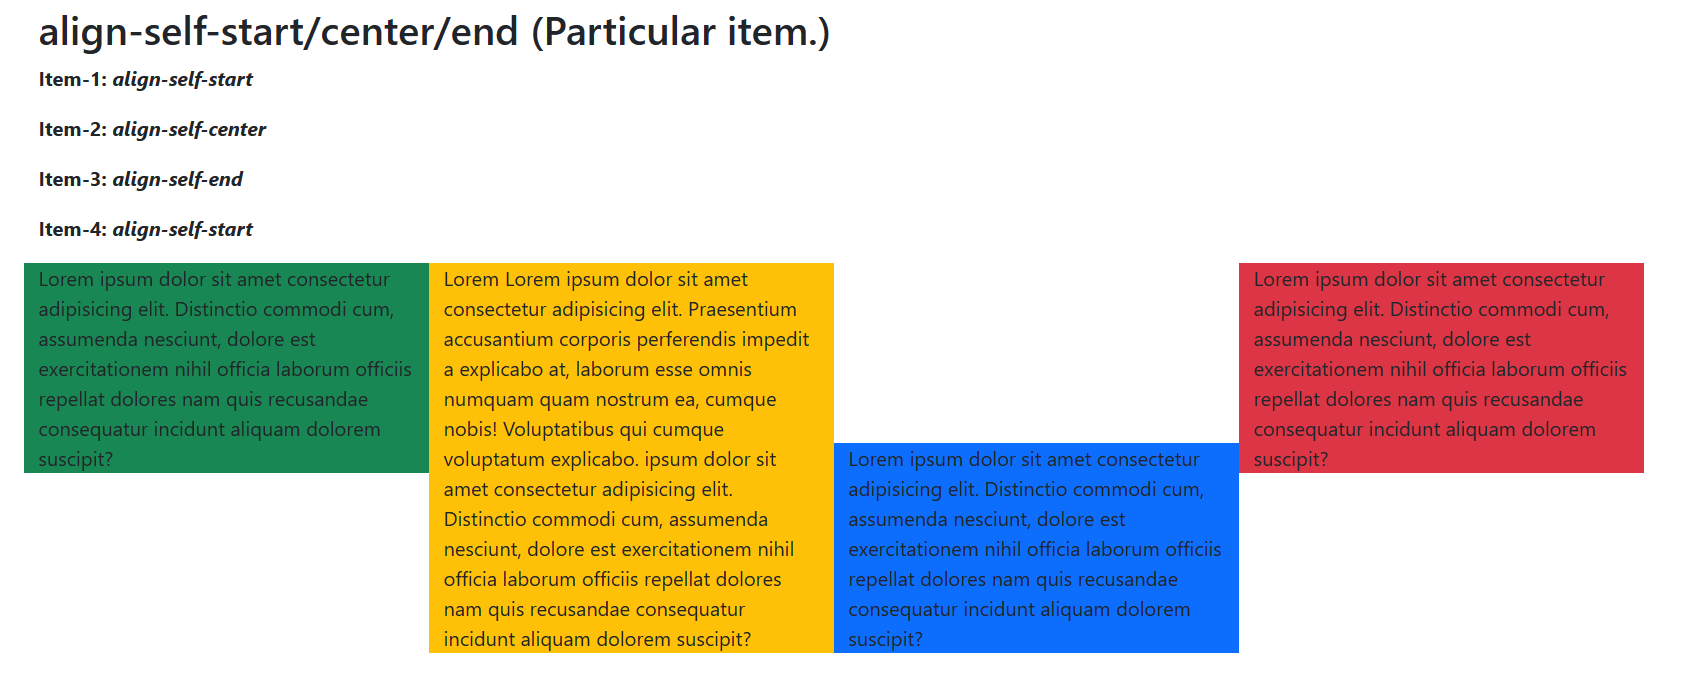 align-self-start/center/end (Particular item.)
Item-1: align-self-start
Item-2: align-self-center
Item-3: align-self-end
Item-4: align-self-start
Lorem ipsum dolor sit amet consectetur
adipisicing elit. Distinctio commodi cum,
assumenda nesciunt, dolore est
exercitationem nihil officia laborum officiis
repellat dolores nam quis recusandae
consequatur incidunt aliquam dolorem
suscipit?
Lorem Lorem ipsum dolor sit amet
consectetur adipisicing elit. Praesentium
accusantium corporis perferendis impedit
a explicabo at, laborum esse omnis
numquam quam nostrum ea, cumque
nobis! Voluptatibus qui cumque
voluptatum explicabo. ipsum dolor sit
amet consectetur adipisicing elit.
Distinctio commodi cum, assumenda
nesciunt, dolore est exercitationem nihil
officia laborum officiis repellat dolores
nam quis recusandae consequatur
incidunt aliquam dolorem suscipit?
Lorem ipsum dolor sit amet consectetur
adipisicing elit. Distinctio commodi cum,
assumenda nesciunt, dolore est
exercitationem nihil officia laborum officiis
repellat dolores nam quis recusandae
consequatur incidunt aliquam dolorem
suscipit?
Lorem ipsum dolor sit amet consectetur
adipisicing elit. Distinctio commodi cum,
assumenda nesciunt, dolore est
exercitationem nihil officia laborum officiis
repellat dolores nam quis recusandae
consequatur incidunt aliquam dolorem
suscipit?